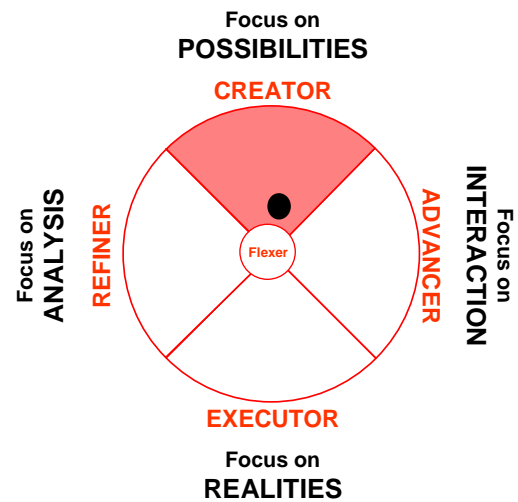 Focus on
POSSIBILITIES
CREATOR
Focus on
ANALYSIS
REFINER
Flexer
ADVANCER
INTERACTION
Focus on
EXECUTOR
Focus on
REALITIES